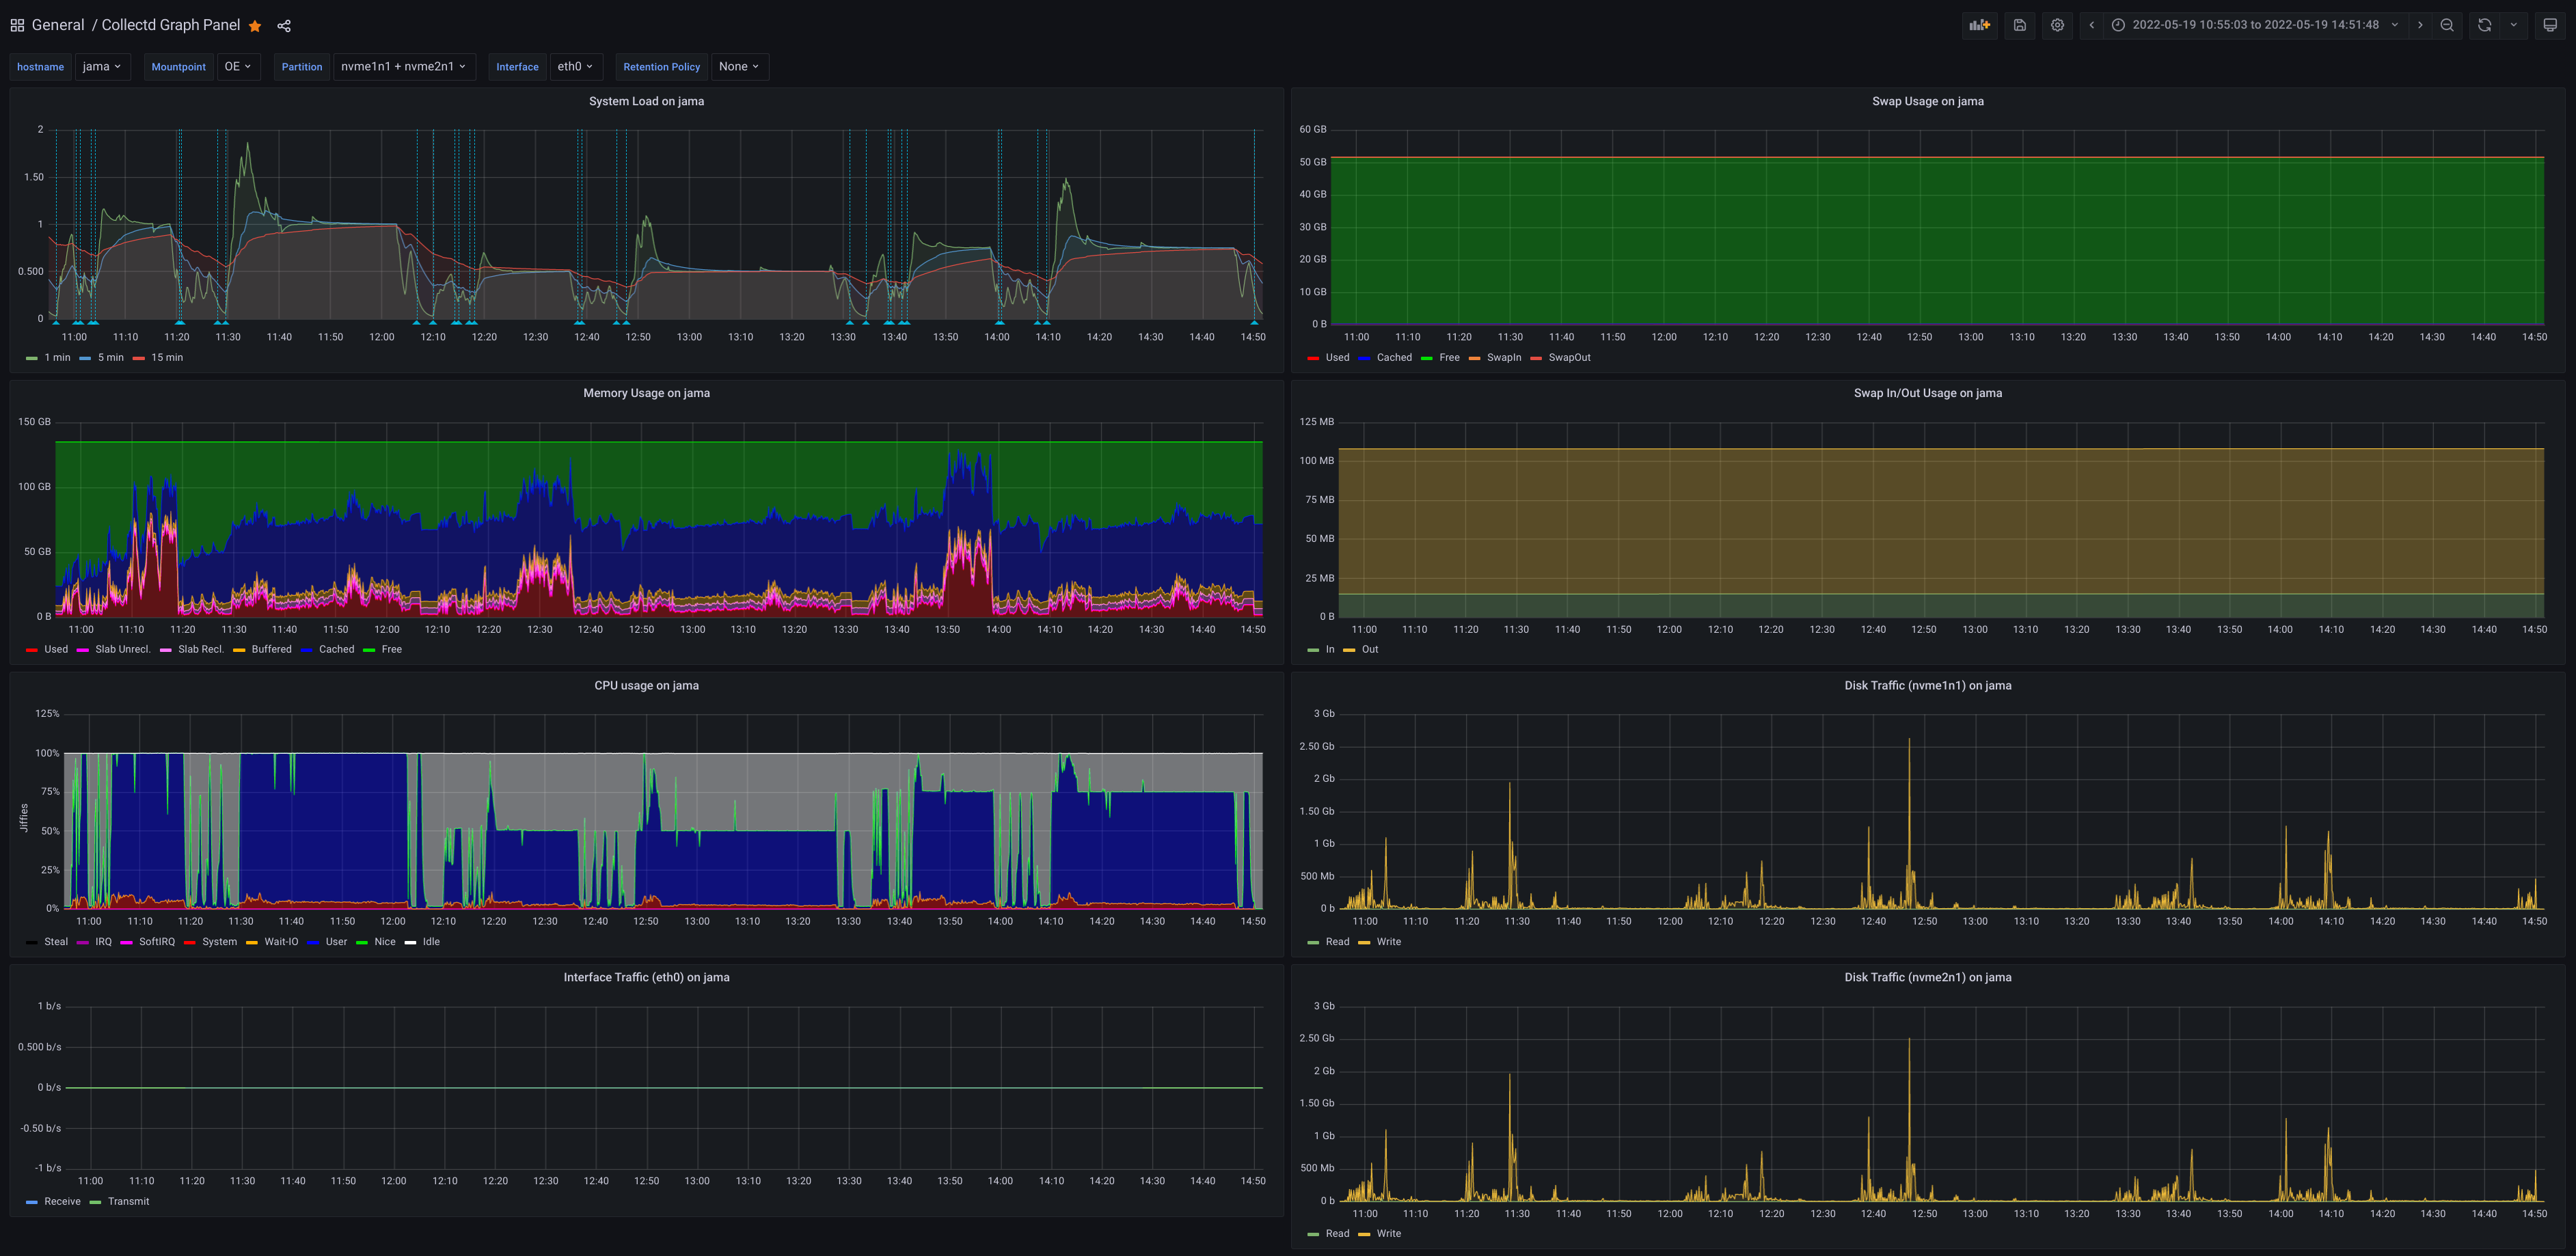 General / Collectd Graph Panel
2022-05-19 10:55:03 to 2022-05-19 14:51:48
hostname jama Mountpoint OE Partition nvme1n1 + nvme2n1 Interface eth0 Retention Policy None
System Load on jama
2
1.50
1
0.500
0
11:00 11:10 11:20 11:30 11:40 11:50 12:00 12:10 12:20 12:30 12:40 12:50 13:00 13:10 13:20 13:30 13:40 13:50 14:00 14:10 14:20 14:30 14:40 14:50
1 min 5 min 15 min
Swap Usage on jama
60 GB
50 GB
40 GB
30 GB
20 GB
10 GB
0 B
11:00 11:10 11:20 11:30 11:40 11:50 12:00 12:10 12:20 12:30 12:40 12:50 13:00 13:10 13:20 13:30 13:40 13:50 14:00 14:10 14:20 14:30 14:40 14:50
Used Cached Free SwapIn SwapOut
Memory Usage on jama
150 GB
100 GB
50 GB
0 B
11:00 11:10 11:20 11:30 11:40 11:50 12:00 12:10 12:20 12:30 12:40 12:50 13:00 13:10 13:20 13:30 13:40 13:50 14:00 14:10 14:20 14:30 14:40 14:50
Used Slab Unrecl. Slab Recl. Buffered Cached Free
Swap In/Out Usage on jama
125 MB
100 MB
75 MB
50 MB
25 MB
0 B
11:00 11:10 11:20 11:30 11:40 11:50 12:00 12:10 12:20 12:30 12:40 12:50 13:00 13:10 13:20 13:30 13:40 13:50 14:00 14:10 14:20 14:30 14:40 14:50
In Out
CPU usage on jama
Jiffies
125%
100%
75%
50%
25%
0%
11:00 11:10 11:20 11:30 11:40 11:50 12:00 12:10 12:20 12:30 12:40 12:50 13:00 13:10 13:20 13:30 13:40 13:50 14:00 14:10 14:20 14:30 14:40 14:50
Steal IRQ SoftIRQ System Wait-IO User Nice Idle
Disk Traffic (nvme1n1) on jama
3 Gb
2.50 Gb
2 Gb
1.50 Gb
1 Gb
500 Mb
0 b
11:00 11:10 11:20 11:30 11:40 11:50 12:00 12:10 12:20 12:30 12:40 12:50 13:00 13:10 13:20 13:30 13:40 13:50 14:00 14:10 14:20 14:30 14:40 14:50
Read Write
Interface Traffic (eth0) on jama
1 b/s
0.500 b/s
0 b/s
-0.50 b/s
-1 b/s
11:00 11:10 11:20 11:30 11:40 11:50 12:00 12:10 12:20 12:30 12:40 12:50 13:00 13:10 13:20 13:30 13:40 13:50 14:00 14:10 14:20 14:30 14:40 14:50
Receive Transmit
Disk Traffic (nvme2n1) on jama
3 Gb
2.50 Gb
2 Gb
1.50 Gb
1 Gb
500 Mb
0 b
11:00 11:10 11:20 11:30 11:40 11:50 12:00 12:10 12:20 12:30 12:40 12:50 13:00 13:10 13:20 13:30 13:40 13:50 14:00 14:10 14:20 14:30 14:40 14:50
Read Write